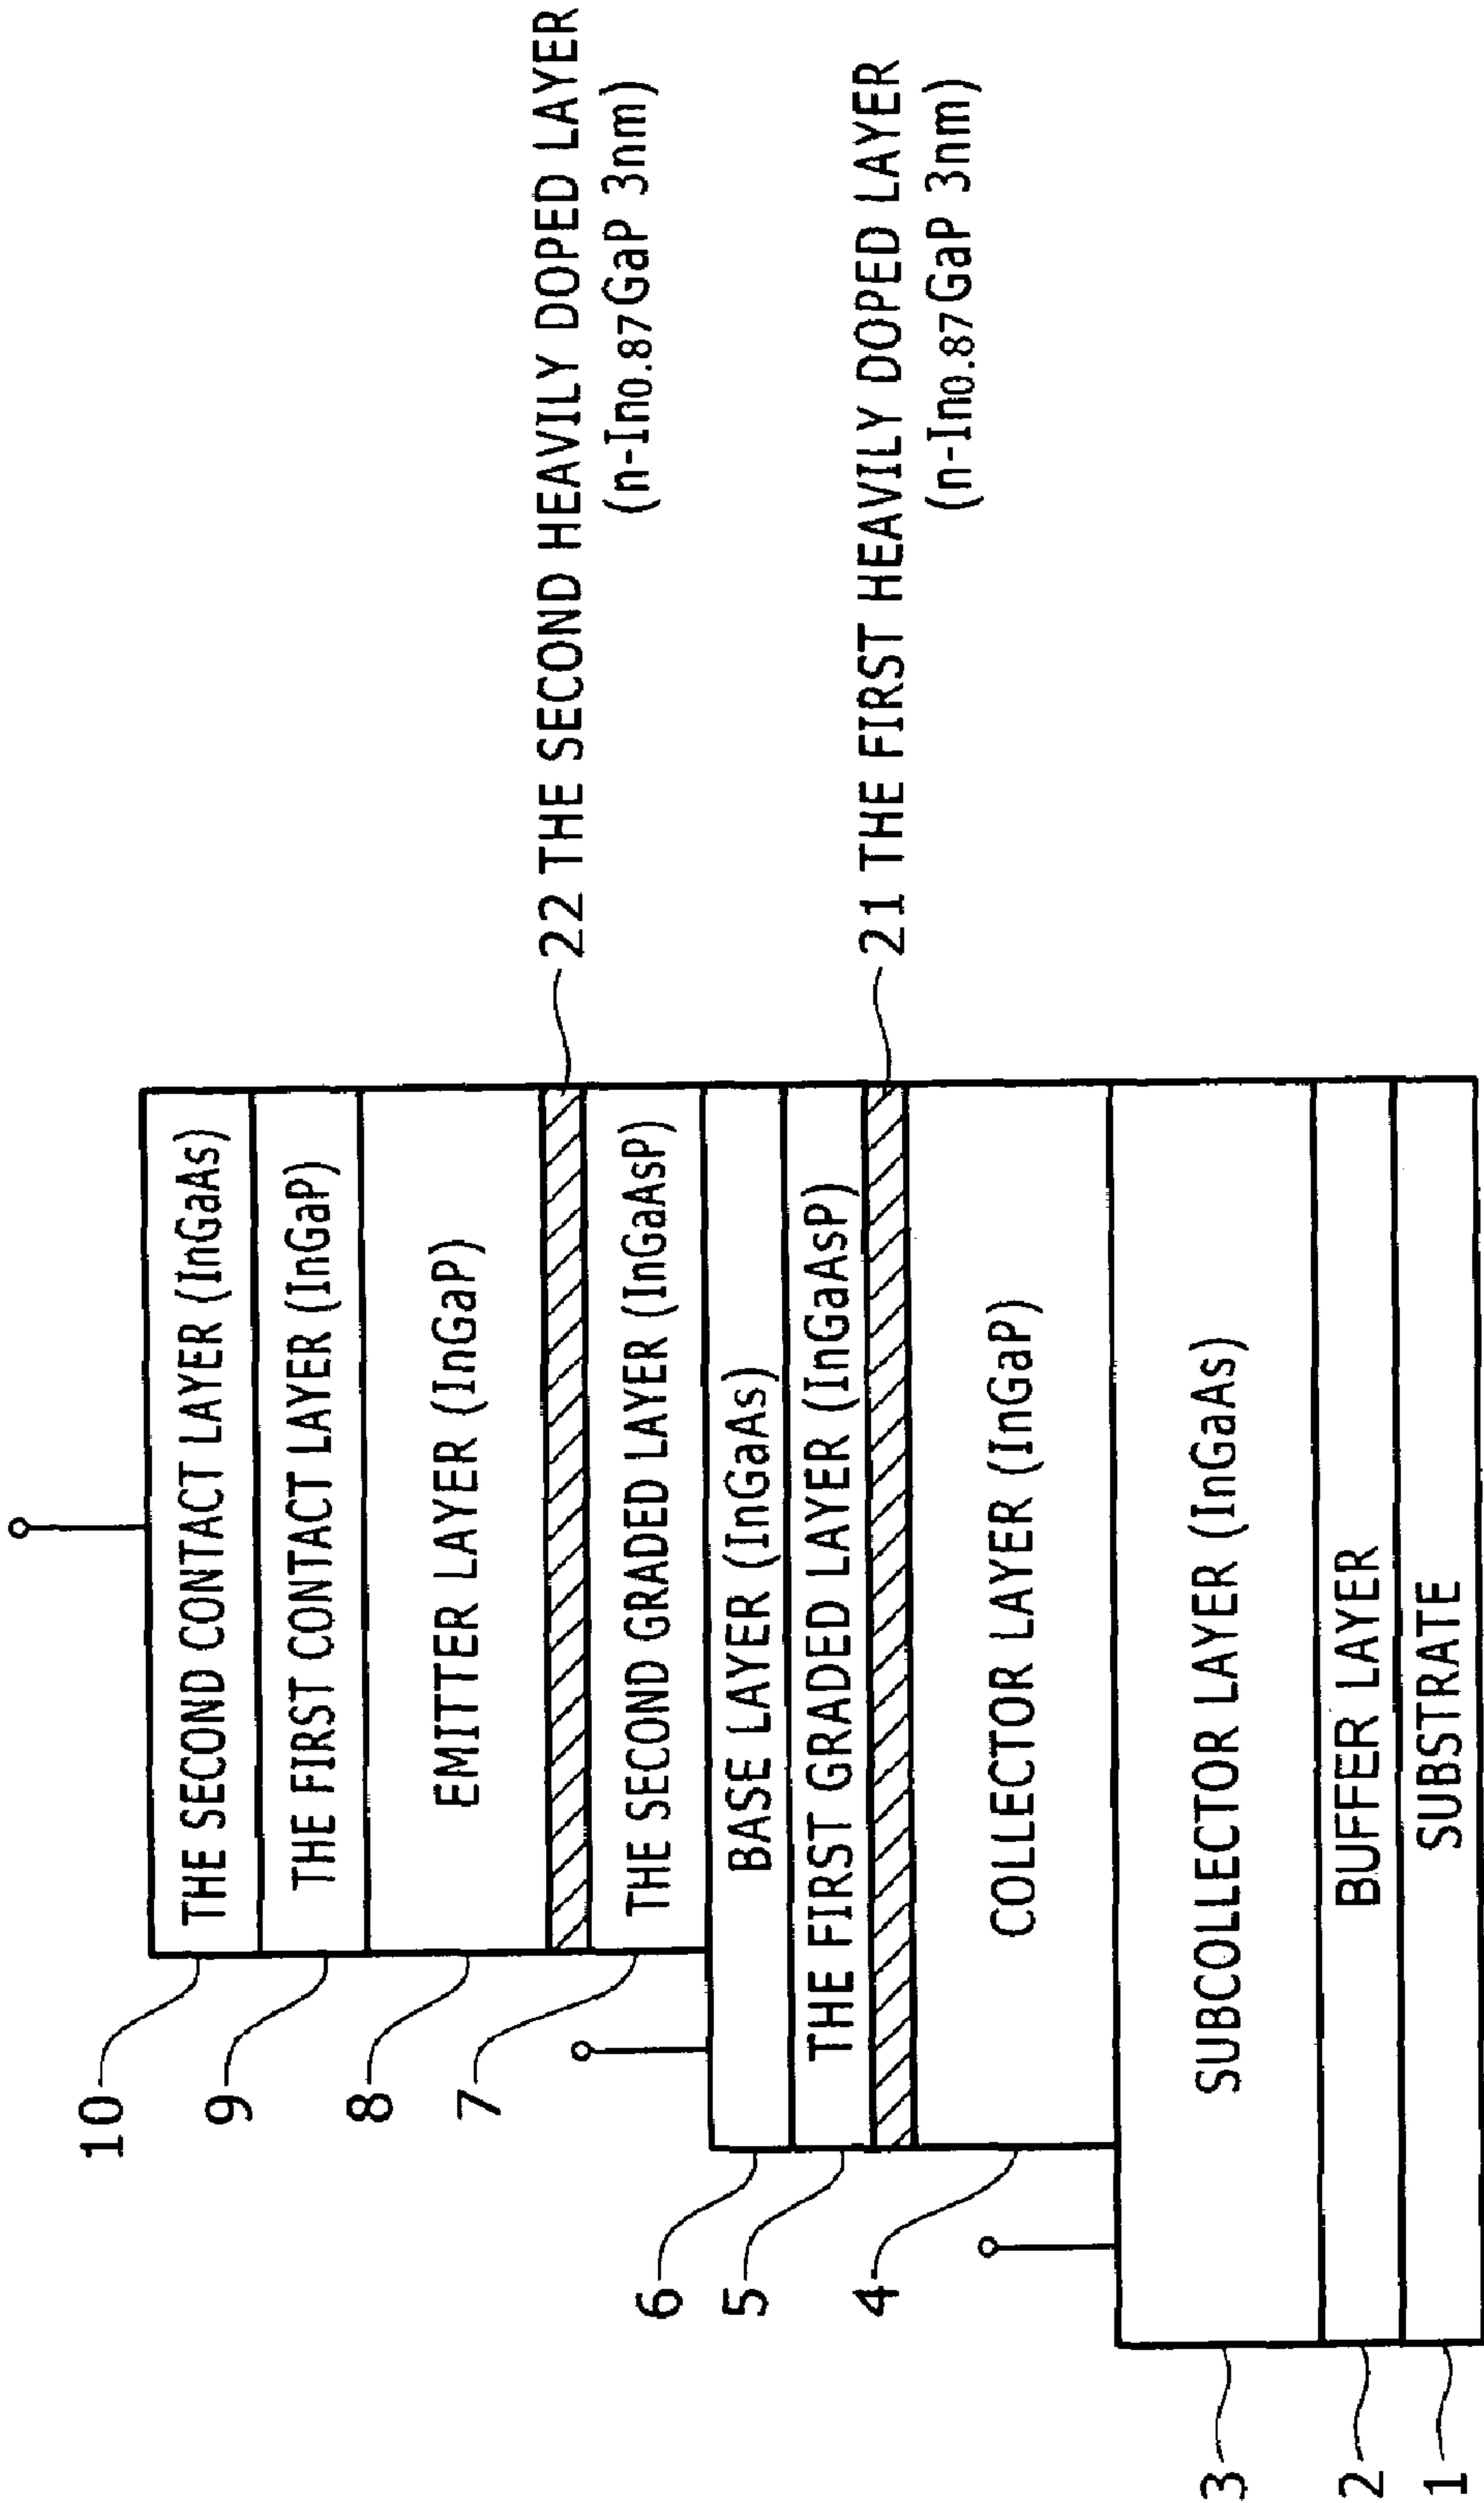 10
THE SECOND CONTACT LAYER (InGaAs)
9
THE FIRST CONTACT LAYER (InGaP)
8
EMITTER LAYER (InGaP)
22 THE SECOND HEAVILY DOPED LAYER
(n-In0.87GaP 3nm)
7
THE SECOND GRADED LAYER (InGaAsP)
6
BASE LAYER (InGaAs)
5
THE FIRST GRADED LAYER (InGaAsP)
21 THE FIRST HEAVILY DOPED LAYER
(n-In0.87GaP 3nm)
4
COLLECTOR LAYER (InGaP)
3
SUBCOLLECTOR LAYER (InGaAs)
2
BUFFER LAYER
1
SUBSTRATE